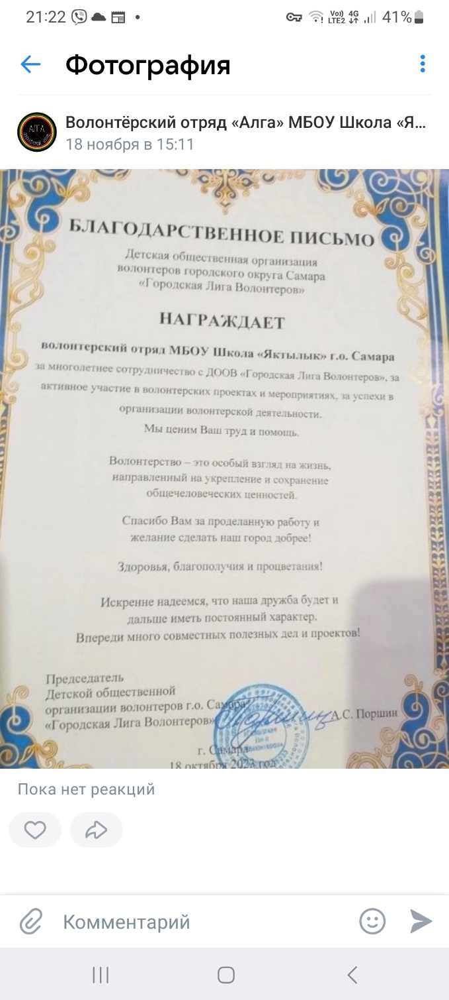 21:22
Vo))
LTE2
4G
41%
Фотография
Волонтёрский отряд «Алга» МБОУ Школа «Я...
18 ноября в 15:11
АЛГА
БЛАГОДАРСТВЕННОЕ ПИСЬМО
Детская общественная организация
волонтеров городского округа Самара
«Городская Лига Волонтеров»
НАГРАЖДАЕТ
волонтерский отряд МБОУ Школа «Яктылык» г.о. Самара
за многолетнее сотрудничество с ДООВ «Городская Лига Волонтеров», за
активное участие в волонтерских проектах и мероприятиях, за успехи в
организации волонтерской деятельности.
Мы ценим Ваш труд и помощь.
Волонтерство – это особый взгляд на жизнь,
направленный на укрепление и сохранение
общечеловеческих ценностей.
Спасибо Вам за проделанную работу и
желание сделать наш город добрее!
Здоровья, благополучия и процветания!
Искренне надеемся, что наша дружба будет и
дальше иметь постоянный характер.
Впереди много совместных полезных дел и проектов!
Председатель
Детской общественной
организации волонтеров г.о. Самара
«Городская Лига Волонтеров»
А.С. Поршин
г. Самара
18 октября 2023 год
Пока нет реакций
Комментарий